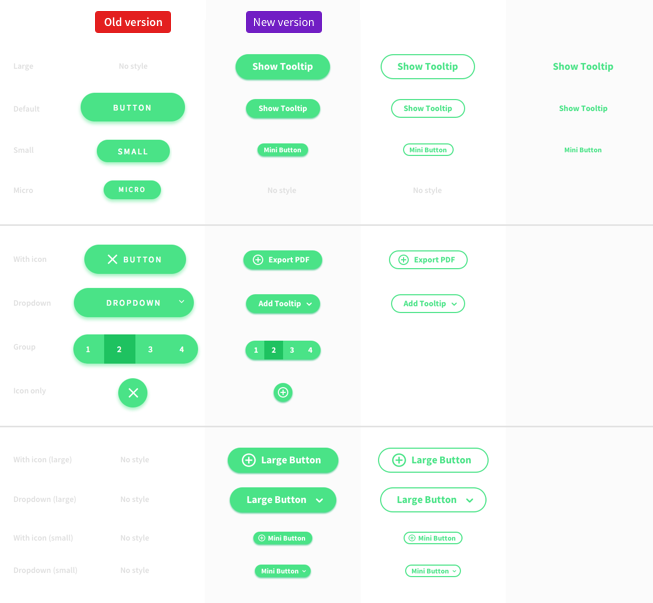 Old version New version
Large No style Show Tooltip Show Tooltip Show Tooltip
Default BUTTON Show Tooltip Show Tooltip Show Tooltip
Small SMALL Mini Button Mini Button Mini Button
Micro MICRO No style No style
With icon BUTTON Export PDF Export PDF
Dropdown DROPDOWN Add Tooltip Add Tooltip
Group 1 2 3 4 1 2 3 4
Icon only
With icon (large) No style Large Button Large Button
Dropdown (large) No style Large Button Large Button
With icon (small) No style Mini Button Mini Button
Dropdown (small) No style Mini Button Mini Button